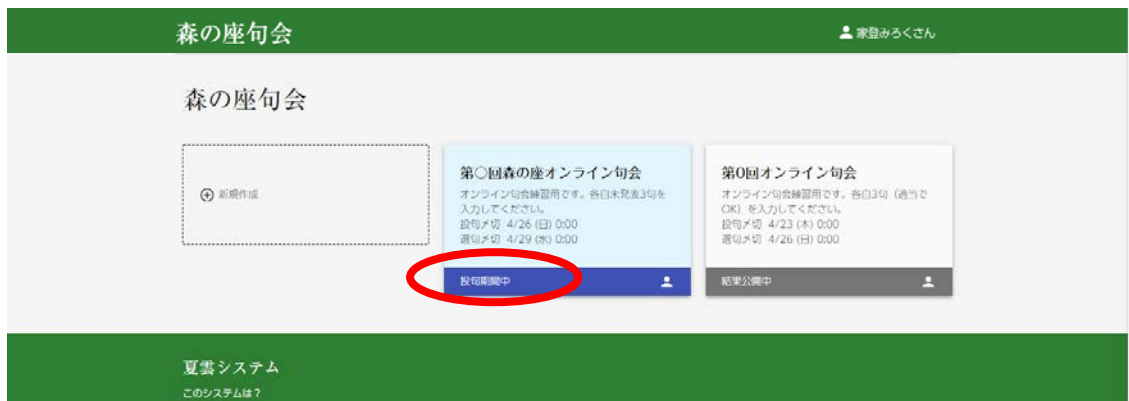 森の座句会
家登みろくさん
森の座句会
新規作成
第〇回森の座オンライン句会
オンライン句会練習用です。各自未発表3句を
入力してください。
投句〆切 4/26 (日) 0:00
選句〆切 4/29 (水) 0:00
投句期間中
第0回オンライン句会
オンライン句会練習用です。各自3句（適当で
OK）を入力してください。
投句〆切 4/23 (木) 0:00
選句〆切 4/26 (日) 0:00
結果公開中
夏雲システム
このシステムは？